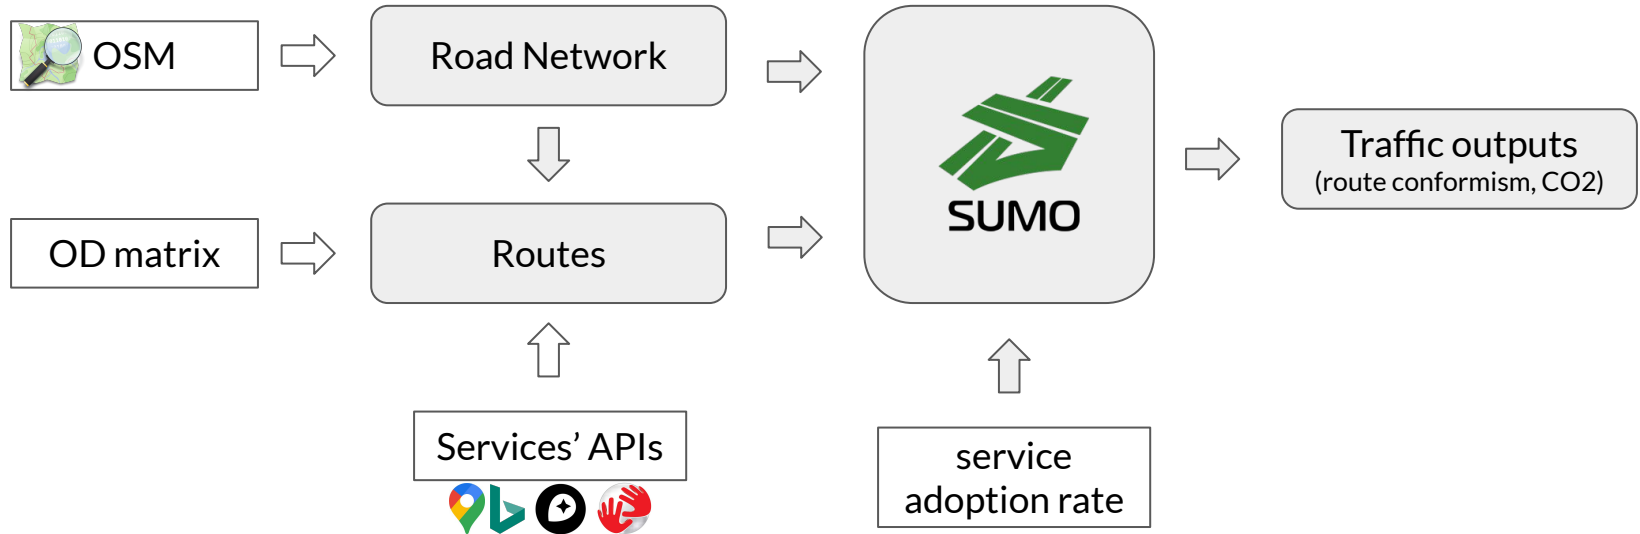 OSM
Road Network
SUMO
Traffic outputs
(route conformism, CO2)
OD matrix
Routes
Services’ APIs
service
adoption rate